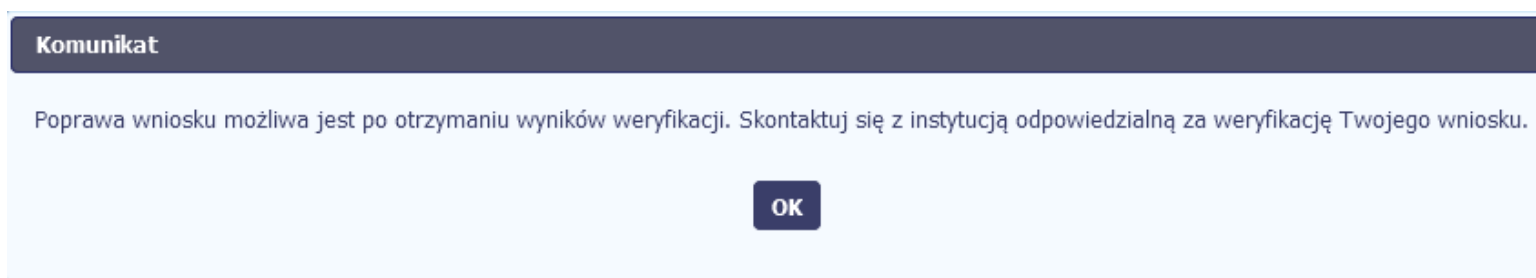 Komunikat
Poprawa wniosku możliwa jest po otrzymaniu wyników weryfikacji. Skontaktuj się z instytucją odpowiedzialną za weryfikację Twojego wniosku.
OK